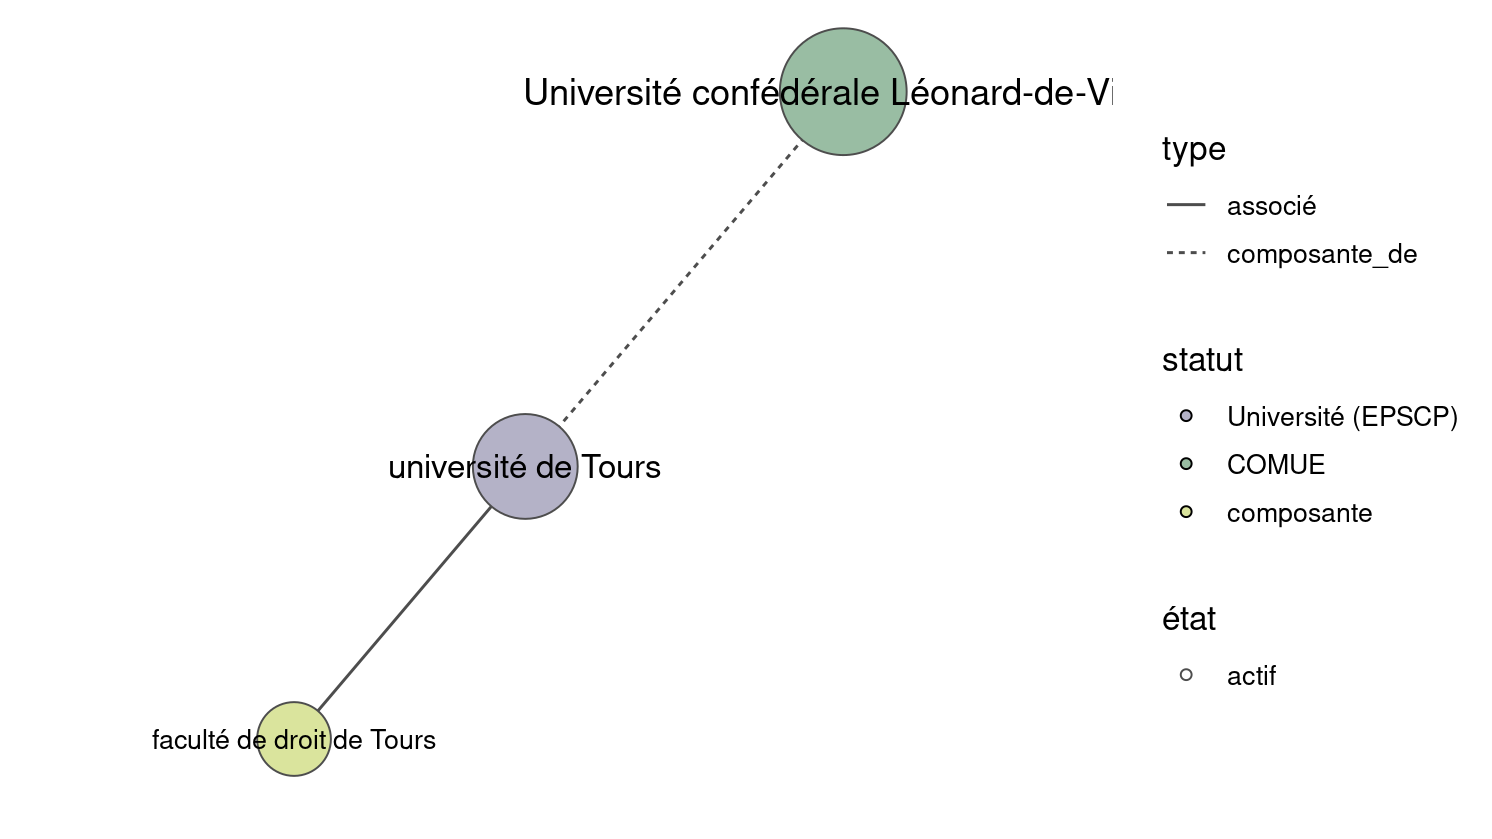 Université confédérale Léonard-de-Vi
université de Tours
faculté de droit de Tours
type
associé
composante_de
statut
Université (EPSCP)
COMUE
composante
état
actif